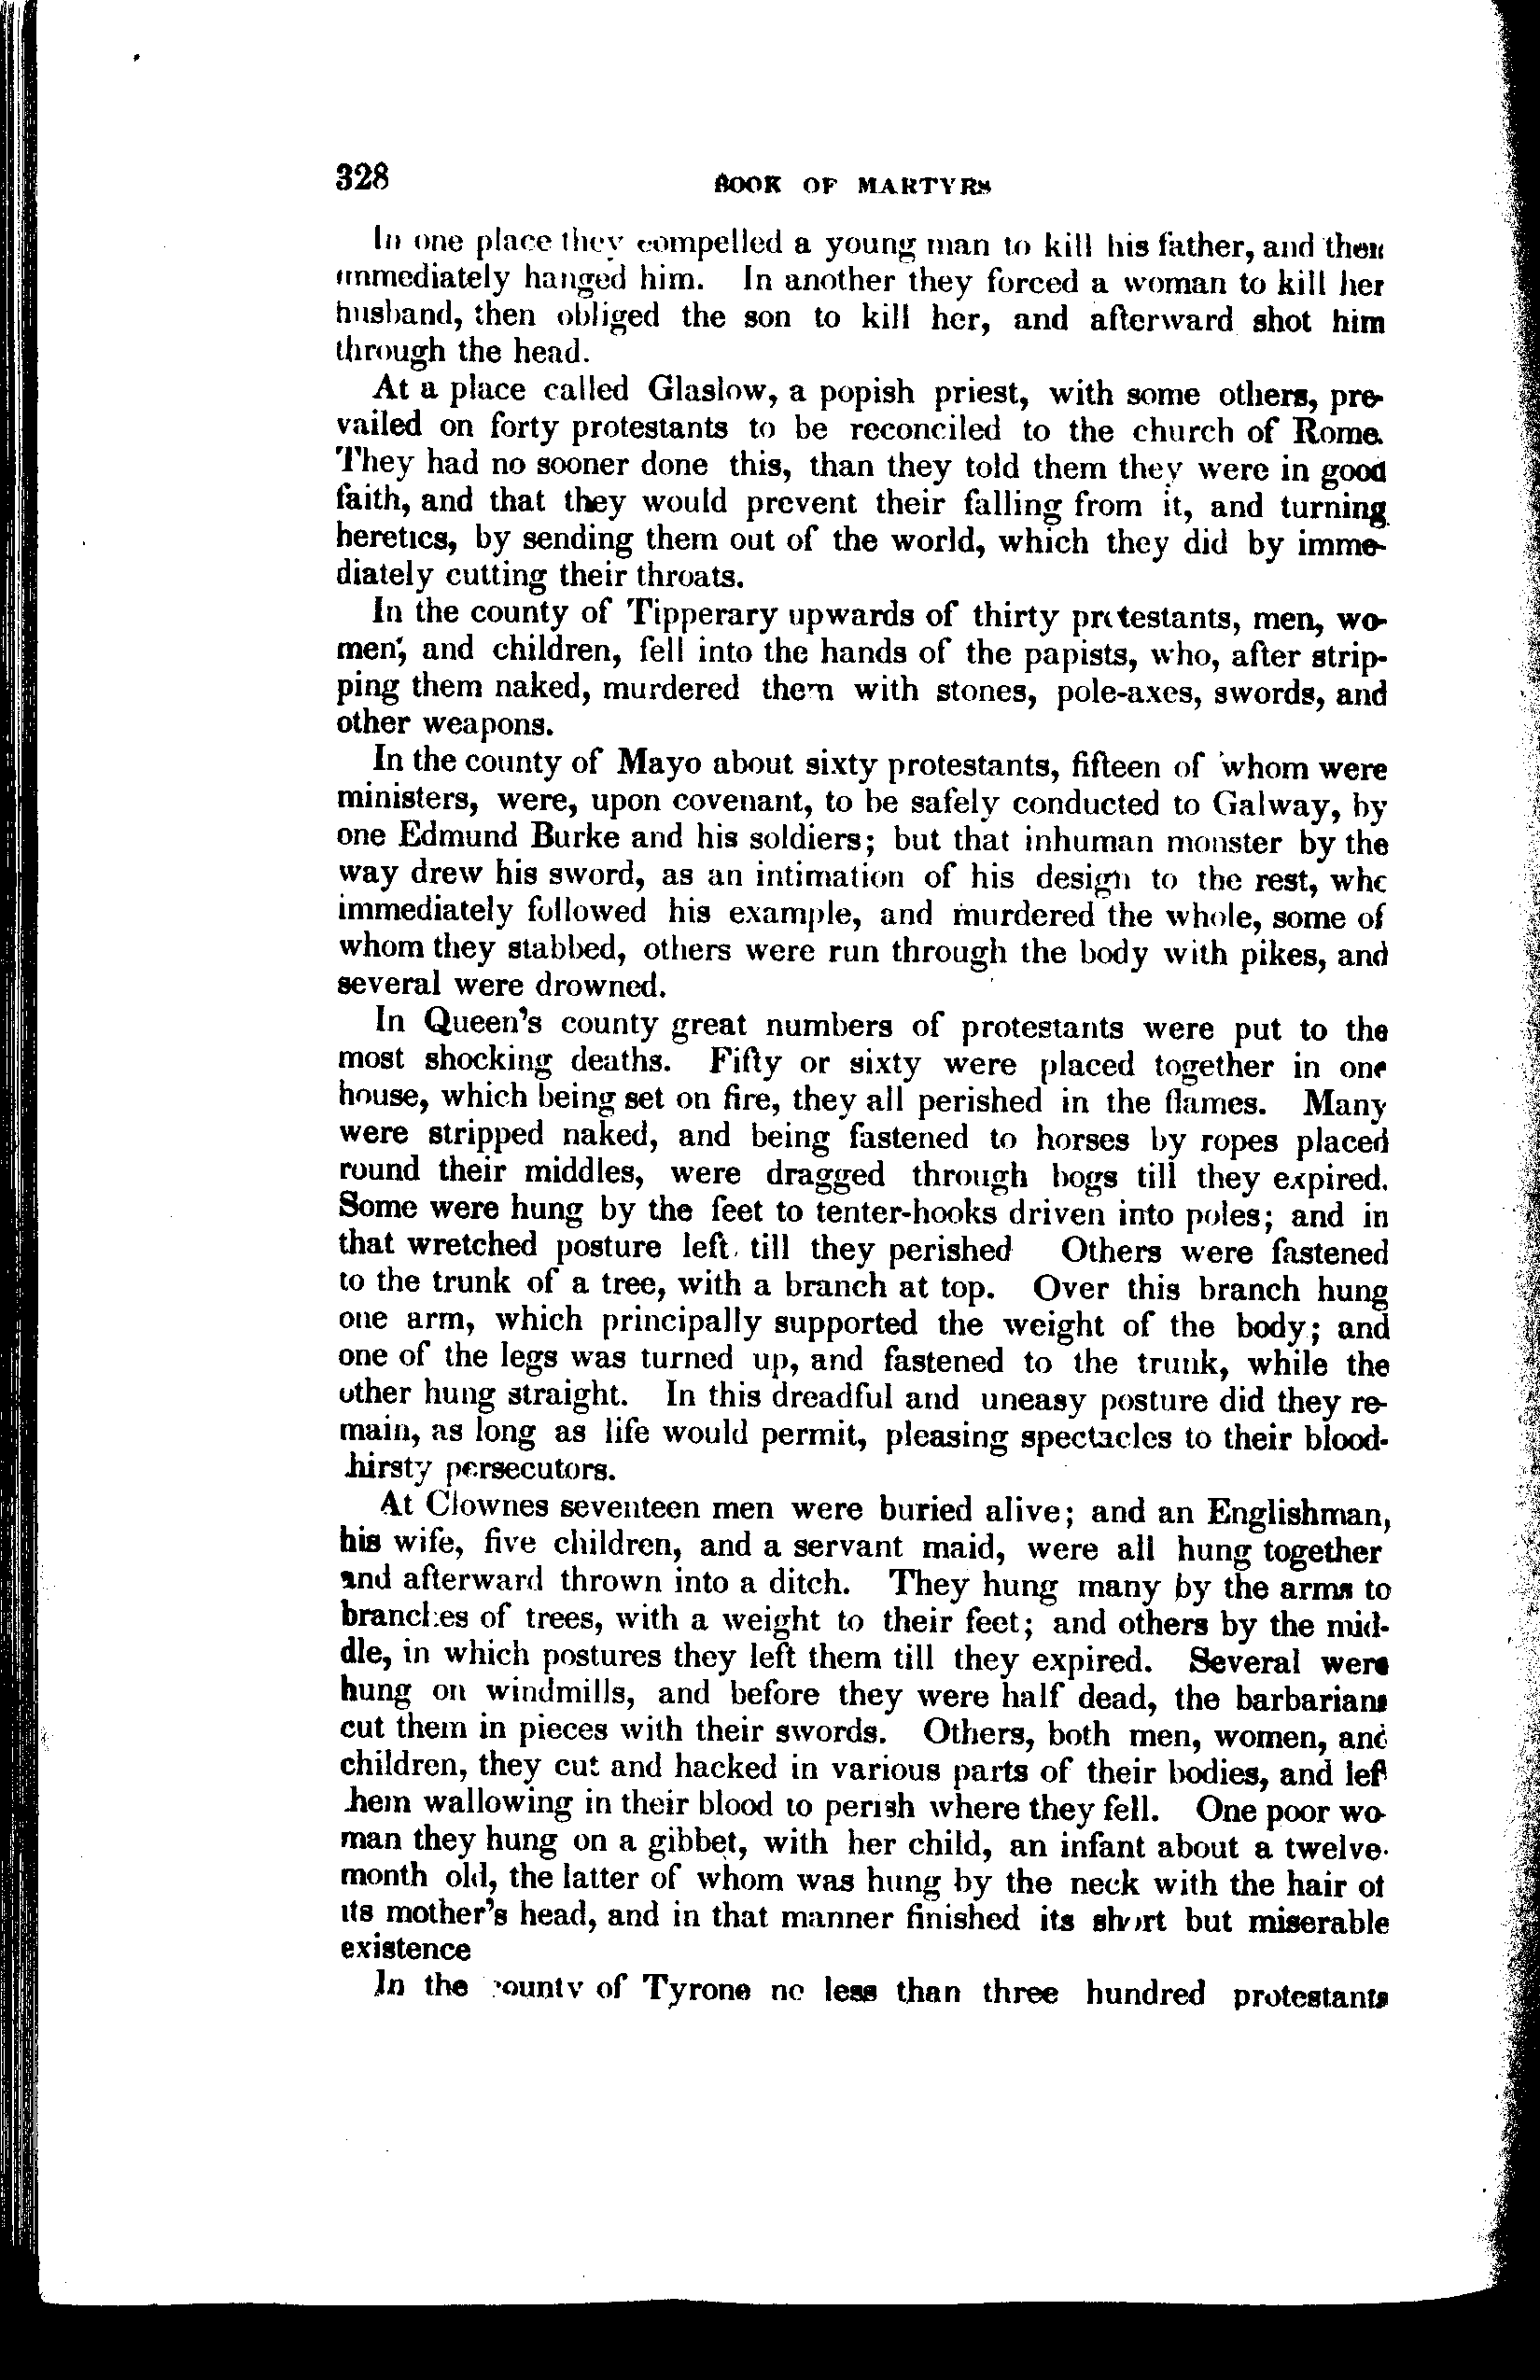 328 BOOK OF MARTYRS
In one place they compelled a young man to kill his father, and then
immediately hanged him. In another they forced a woman to kill her
husband, then obliged the son to kill her, and afterward shot him
through the head.
At a place called Glaslow, a popish priest, with some others, pre-
vailed on forty protestants to be reconciled to the church of Rome.
They had no sooner done this, than they told them they were in good
faith, and that they would prevent their falling from it, and turning
heretics, by sending them out of the world, which they did by imme-
diately cutting their throats.
In the county of Tipperary upwards of thirty protestants, men, wo-
men, and children, fell into the hands of the papists, who, after strip-
ping them naked, murdered them with stones, pole-axes, swords, and
other weapons.
In the county of Mayo about sixty protestants, fifteen of whom were
ministers, were, upon covenant, to be safely conducted to Galway, by
one Edmund Burke and his soldiers; but that inhuman monster by the
way drew his sword, as an intimation of his design to the rest, who
immediately followed his example, and murdered the whole, some of
whom they stabbed, others were run through the body with pikes, and
several were drowned.
In Queen's county great numbers of protestants were put to the
most shocking deaths. Fifty or sixty were placed together in one
house, which being set on fire, they all perished in the flames. Many
were stripped naked, and being fastened to horses by ropes placed
round their middles, were dragged through bogs till they expired.
Some were hung by the feet to tenter-hooks driven into poles; and in
that wretched posture left till they perished Others were fastened
to the trunk of a tree, with a branch at top. Over this branch hung
one arm, which principally supported the weight of the body; and
one of the legs was turned up, and fastened to the trunk, while the
other hung straight. In this dreadful and uneasy posture did they re-
main, as long as life would permit, pleasing spectacles to their blood-
hirsty persecutors.
At Clownes seventeen men were buried alive; and an Englishman,
his wife, five children, and a servant maid, were all hung together
and afterward thrown into a ditch. They hung many by the arms to
branches of trees, with a weight to their feet; and others by the mid-
dle, in which postures they left them till they expired. Several were
hung on windmills, and before they were half dead, the barbarians
cut them in pieces with their swords. Others, both men, women, and
children, they cut and hacked in various parts of their bodies, and left
hem wallowing in their blood to perish where they fell. One poor wo-
man they hung on a gibbet, with her child, an infant about a twelve-
month old, the latter of whom was hung by the neck with the hair of
its mother's head, and in that manner finished its short but miserable
existence
In the county of Tyrone no less than three hundred protestants